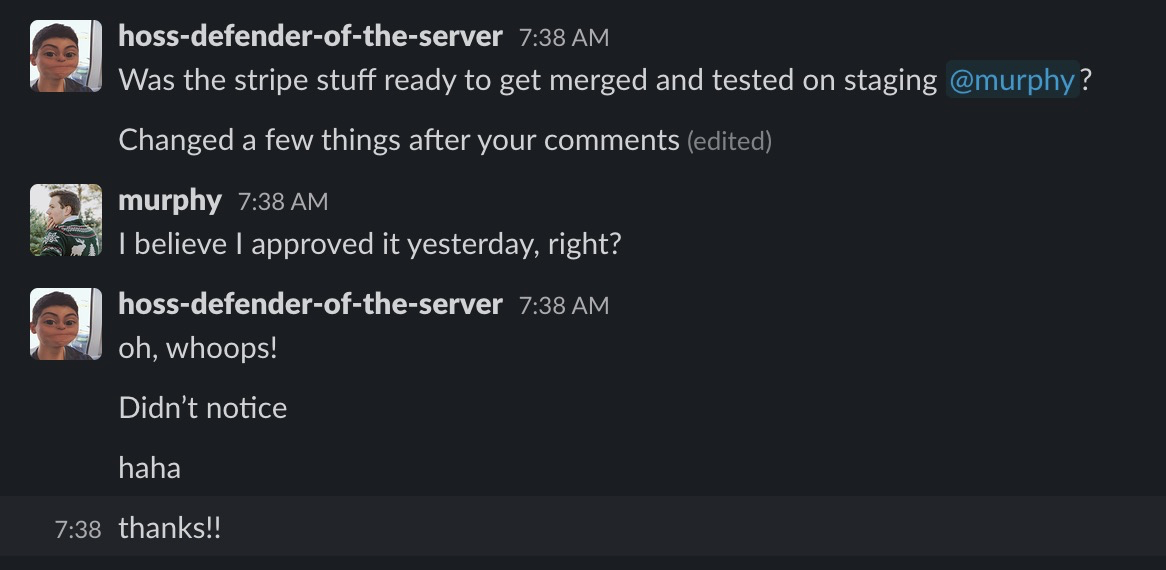 hoss-defender-of-the-server 7:38 AM
Was the stripe stuff ready to get merged and tested on staging @murphy?
Changed a few things after your comments (edited)
murphy 7:38 AM
I believe I approved it yesterday, right?
hoss-defender-of-the-server 7:38 AM
oh, whoops!
Didn’t notice
haha
7:38 thanks!!